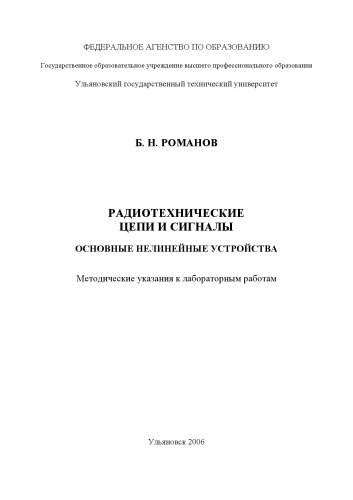 ФЕДЕРАЛЬНОЕ АГЕНСТВО ПО ОБРАЗОВАНИЮ
Государственное образовательное учреждение высшего профессионального образования
Ульяновский государственный технический университет
Б. Н. РОМАНОВ
РАДИОТЕХНИЧЕСКИЕ
ЦЕПИ И СИГНАЛЫ
ОСНОВНЫЕ НЕЛИНЕЙНЫЕ УСТРОЙСТВА
Методические указания к лабораторным работам
Ульяновск 2006